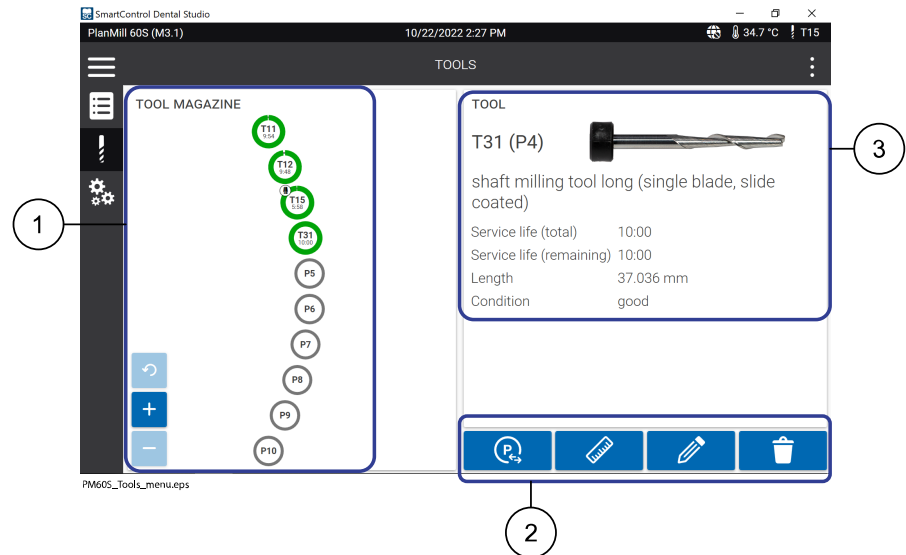 SmartControl Dental Studio
PlanMill 60S (M3.1) 10/22/2022 2:27 PM 34.7 °C T15
TOOLS
TOOL MAGAZINE
T11
9:54
T12
9:48
T15
5:58
T31
10:00
P5
P6
P7
P8
P9
P10
+
−
1
TOOL
T31 (P4)
shaft milling tool long (single blade, slide
coated)
Service life (total) 10:00
Service life (remaining) 10:00
Length 37.036 mm
Condition good
3
P
2
PM60S_Tools_menu.eps